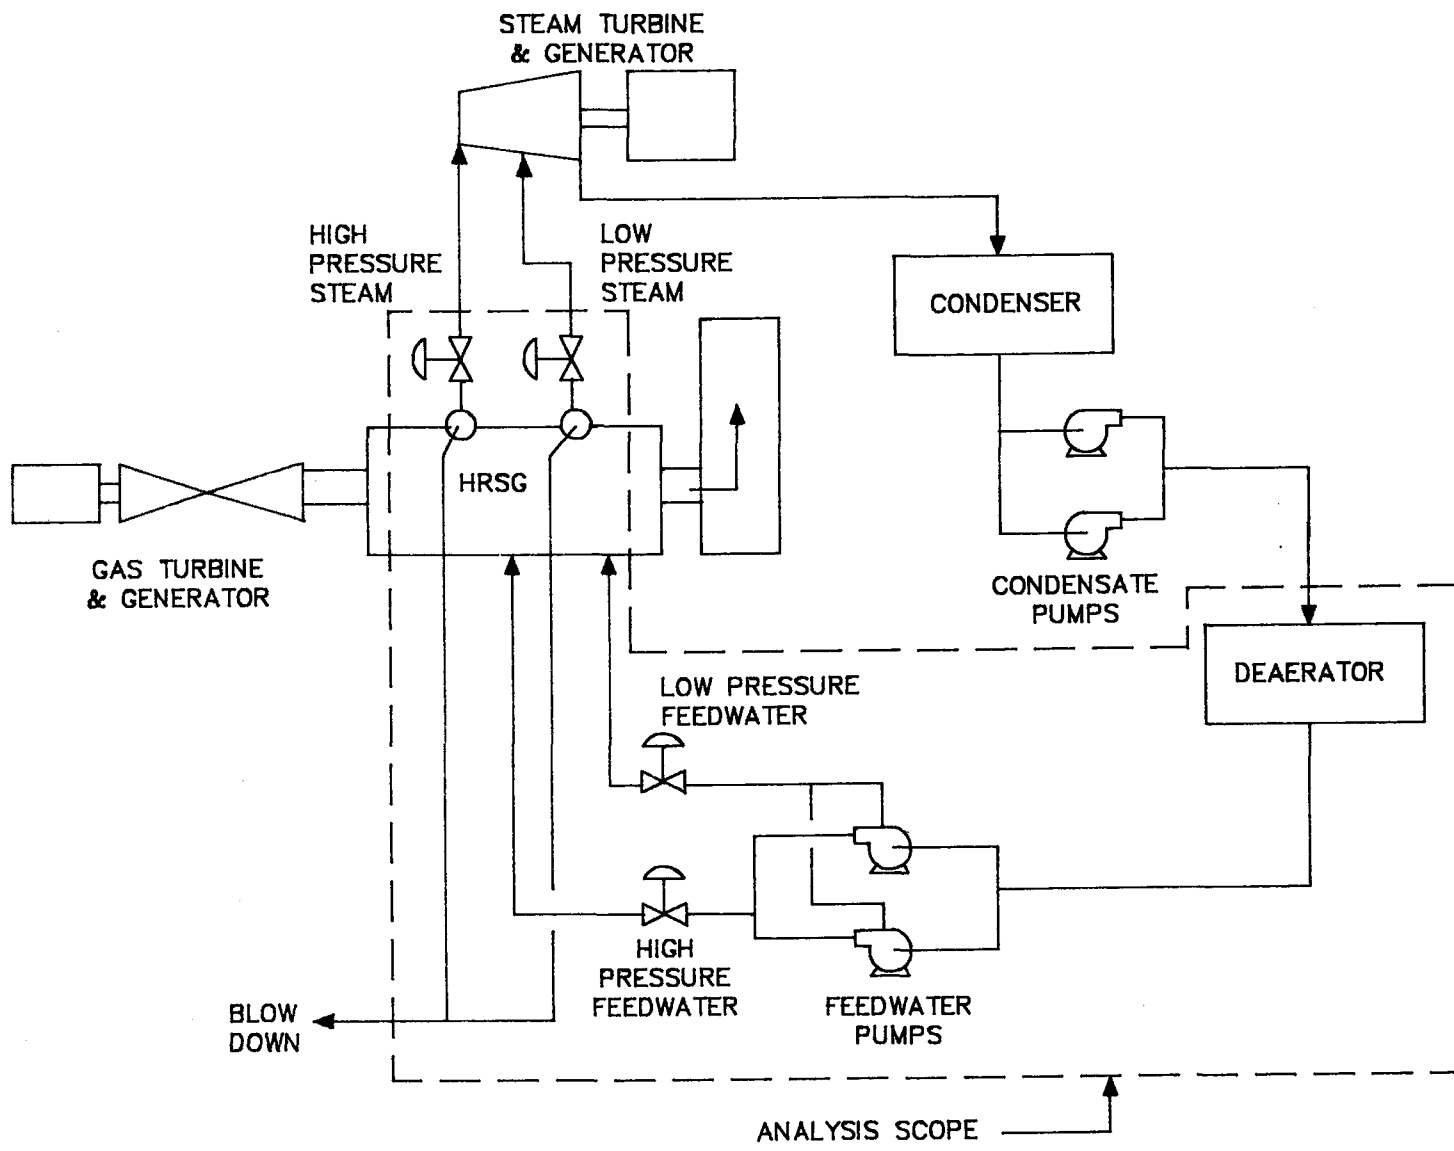 STEAM TURBINE
& GENERATOR
HIGH
PRESSURE
STEAM
LOW
PRESSURE
STEAM
CONDENSER
HRSG
GAS TURBINE
& GENERATOR
CONDENSATE
PUMPS
DEAERATOR
LOW PRESSURE
FEEDWATER
HIGH
PRESSURE
FEEDWATER
FEEDWATER
PUMPS
BLOW
DOWN
ANALYSIS SCOPE